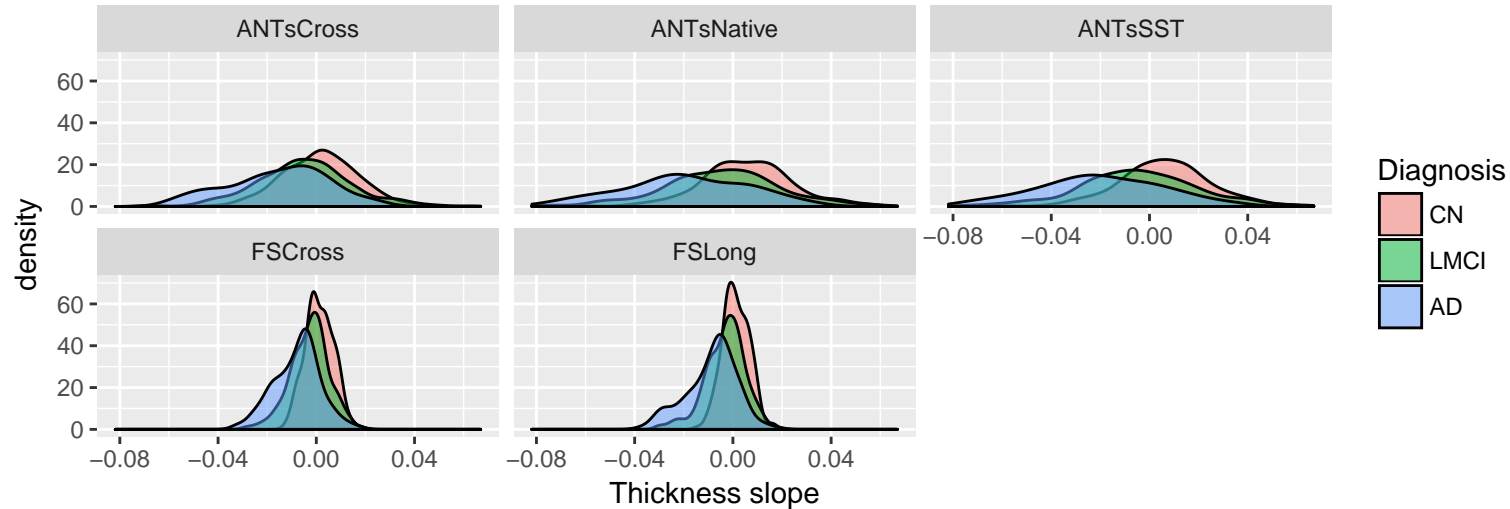 ANTsCross ANTsNative ANTsSST
60
40
20
0
−0.08 −0.04 0.00 0.04
FSCross FSLong
60
40
20
0
−0.08 −0.04 0.00 0.04 −0.08 −0.04 0.00 0.04
density
Thickness slope
Diagnosis
CN
LMCI
AD